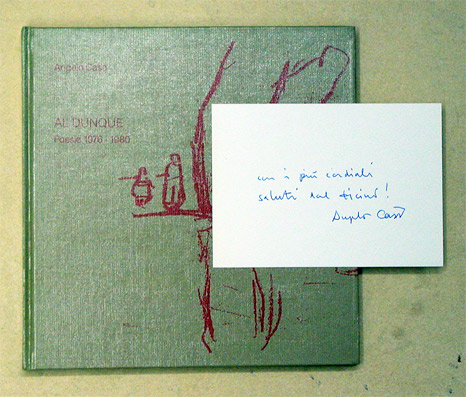 Angelo Casè
AL DUNQUE
Poesie 1976 - 1980
con i più cordiali
saluti dal ticino!
Angelo Casè